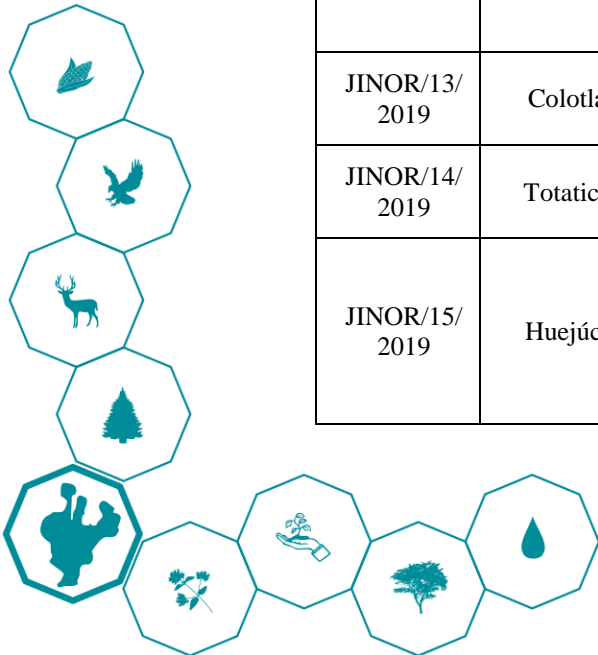 JINOR/13/
2019
Colotla
JINOR/14/
2019
Totatic
JINOR/15/
2019
Huejúc